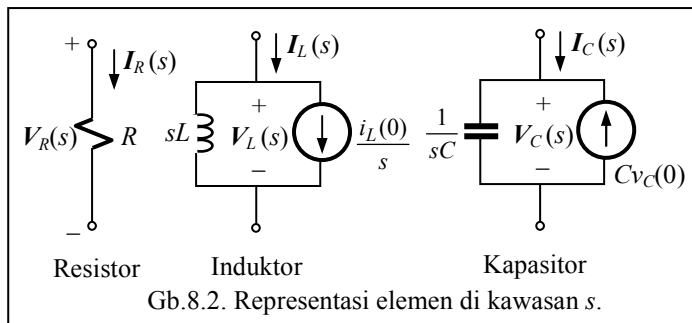 +
I_R(s)
V_R(s) R
−
Resistor
I_L(s)
sL
+
V_L(s)
−
i_L(0)/s
Induktor
I_C(s)
1/sC
+
V_C(s)
−
Cv_C(0)
Kapasitor
Gb.8.2. Representasi elemen di kawasan s.